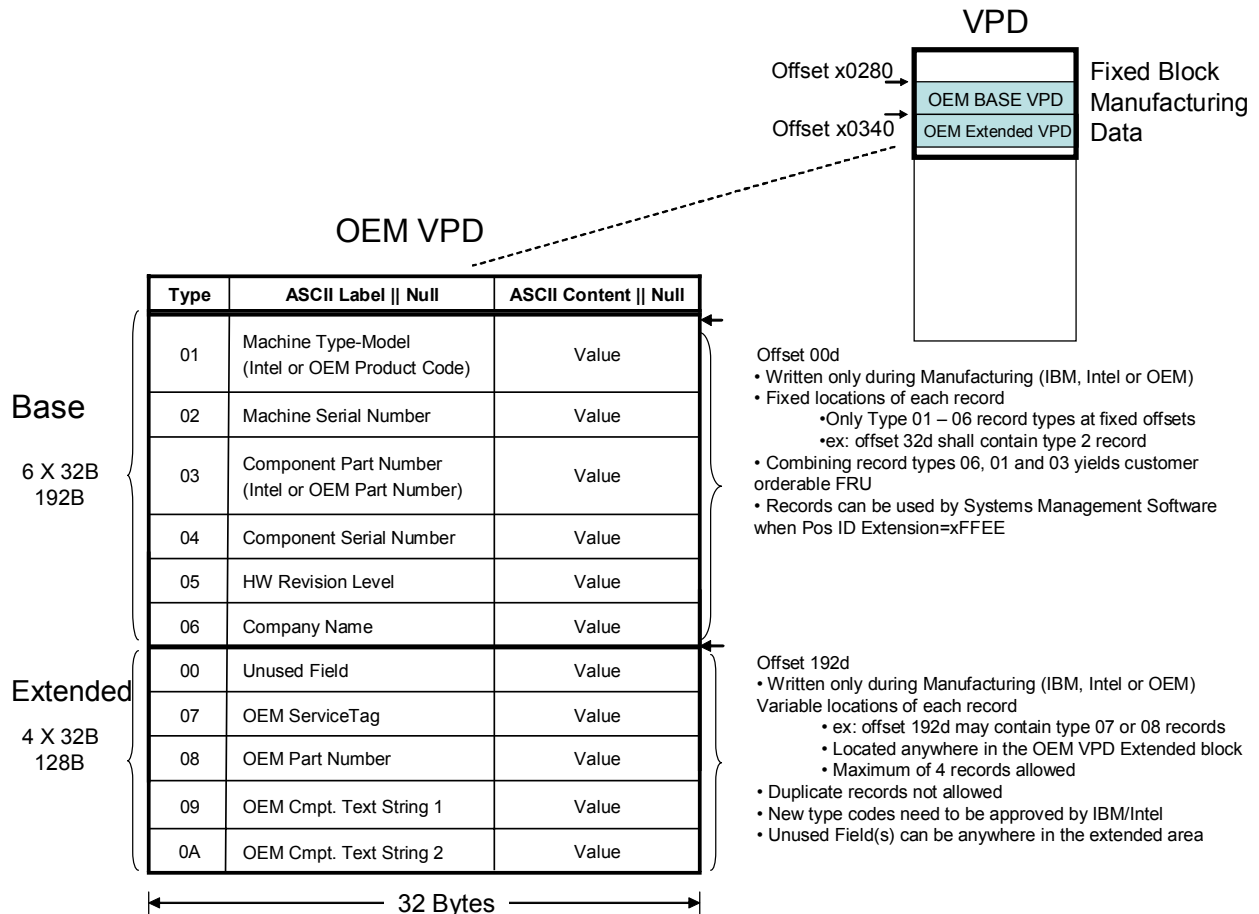 VPD
Offset x0280
Offset x0340
OEM BASE VPD
OEM Extended VPD
Fixed Block
Manufacturing
Data
OEM VPD
Type ASCII Label || Null ASCII Content || Null
01 Machine Type-Model (Intel or OEM Product Code) Value
02 Machine Serial Number Value
03 Component Part Number (Intel or OEM Part Number) Value
04 Component Serial Number Value
05 HW Revision Level Value
06 Company Name Value
00 Unused Field Value
07 OEM ServiceTag Value
08 OEM Part Number Value
09 OEM Cmpt. Text String 1 Value
0A OEM Cmpt. Text String 2 Value
32 Bytes
Base
6 X 32B
192B
Extended
4 X 32B
128B
Offset 00d
• Written only during Manufacturing (IBM, Intel or OEM)
• Fixed locations of each record
•Only Type 01 – 06 record types at fixed offsets
•ex: offset 32d shall contain type 2 record
• Combining record types 06, 01 and 03 yields customer
orderable FRU
• Records can be used by Systems Management Software
when Pos ID Extension=xFFEE
Offset 192d
• Written only during Manufacturing (IBM, Intel or OEM)
Variable locations of each record
• ex: offset 192d may contain type 07 or 08 records
• Located anywhere in the OEM VPD Extended block
• Maximum of 4 records allowed
• Duplicate records not allowed
• New type codes need to be approved by IBM/Intel
• Unused Field(s) can be anywhere in the extended area